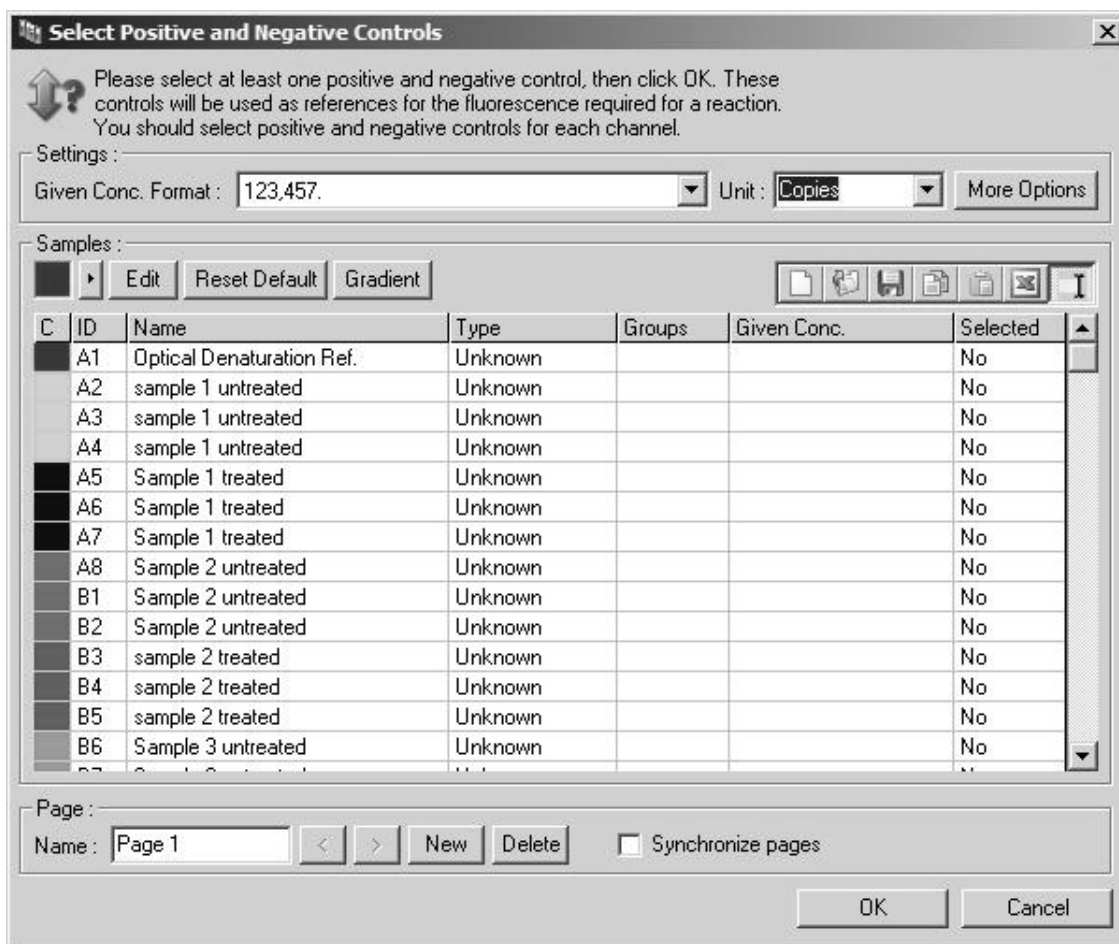 Select Positive and Negative Controls
Please select at least one positive and negative control, then click OK. These
controls will be used as references for the fluorescence required for a reaction.
You should select positive and negative controls for each channel.
Settings :
Given Conc. Format : 123,457. Unit : Copies More Options
Samples :
Edit Reset Default Gradient
C ID Name Type Groups Given Conc. Selected
A1 Optical Denaturation Ref. Unknown No
A2 sample 1 untreated Unknown No
A3 sample 1 untreated Unknown No
A4 sample 1 untreated Unknown No
A5 Sample 1 treated Unknown No
A6 Sample 1 treated Unknown No
A7 Sample 1 treated Unknown No
A8 Sample 2 untreated Unknown No
B1 Sample 2 untreated Unknown No
B2 Sample 2 untreated Unknown No
B3 sample 2 treated Unknown No
B4 sample 2 treated Unknown No
B5 sample 2 treated Unknown No
B6 Sample 3 untreated Unknown No
Page :
Name : Page 1 < > New Delete Synchronize pages
OK Cancel